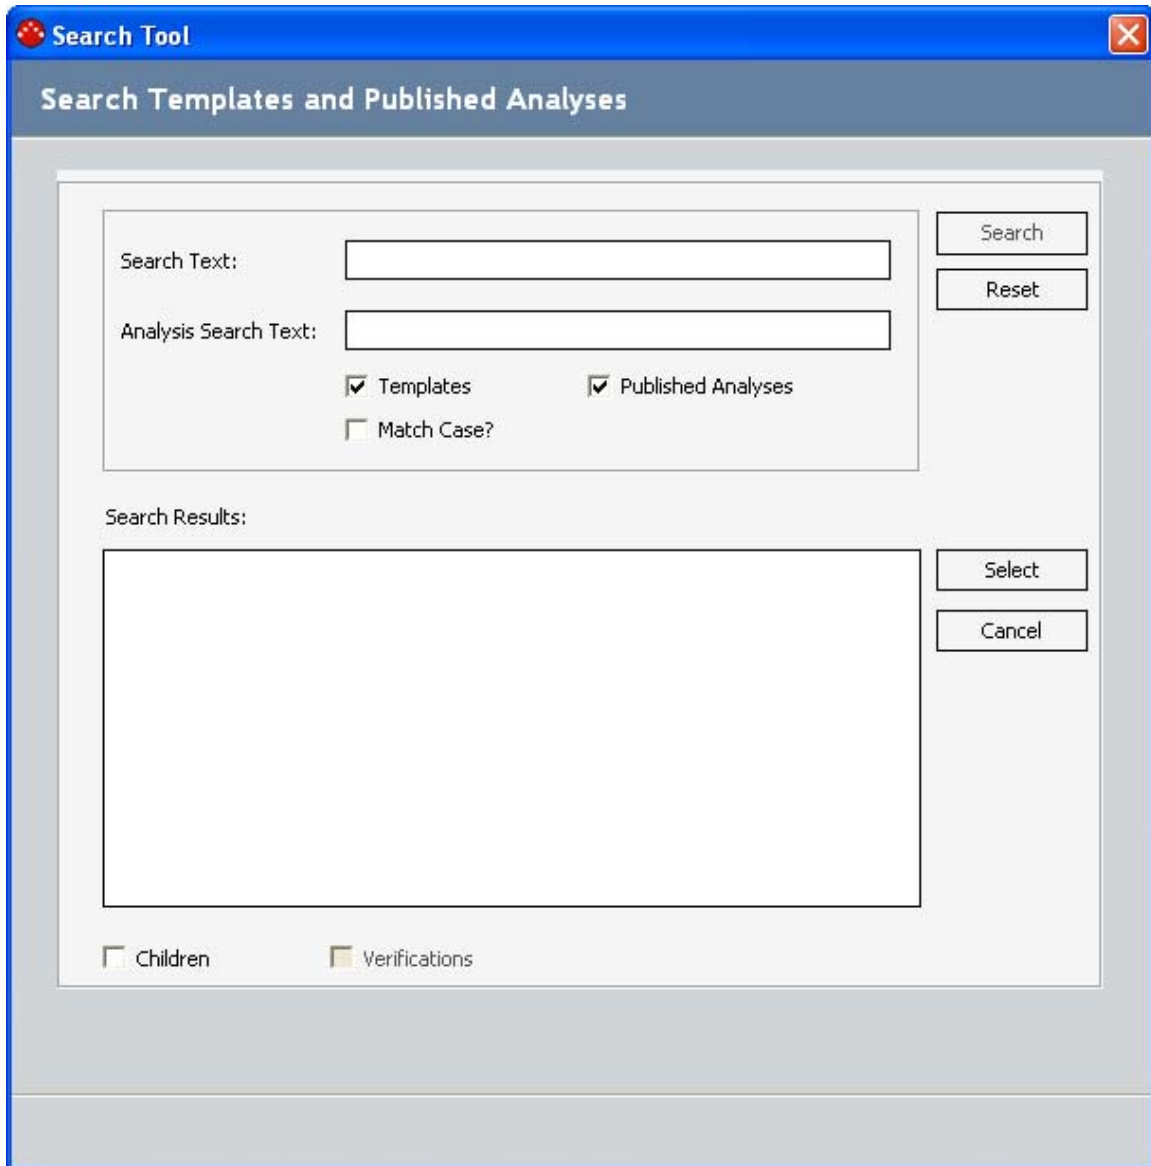 Search Tool
Search Templates and Published Analyses
Search Text:
Search
Reset
Analysis Search Text:
Templates
Published Analyses
Match Case?
Search Results:
Select
Cancel
Children
Verifications